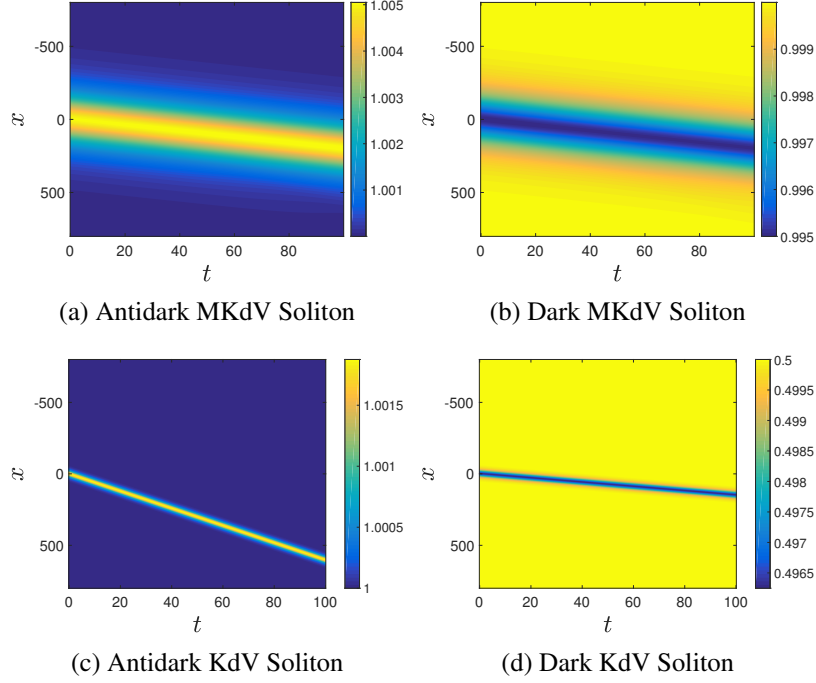 -500
0
500
x
0 20 40 60 80
t
1.005
1.004
1.003
1.002
1.001
(a) Antidark MKdV Soliton
-500
0
500
x
0 20 40 60 80
t
0.999
0.998
0.997
0.996
0.995
(b) Dark MKdV Soliton
-500
0
500
x
0 20 40 60 80 100
t
1.0015
1.001
1.0005
1
(c) Antidark KdV Soliton
-500
0
500
x
0 20 40 60 80 100
t
0.5
0.4995
0.499
0.4985
0.498
0.4975
0.497
0.4965
(d) Dark KdV Soliton